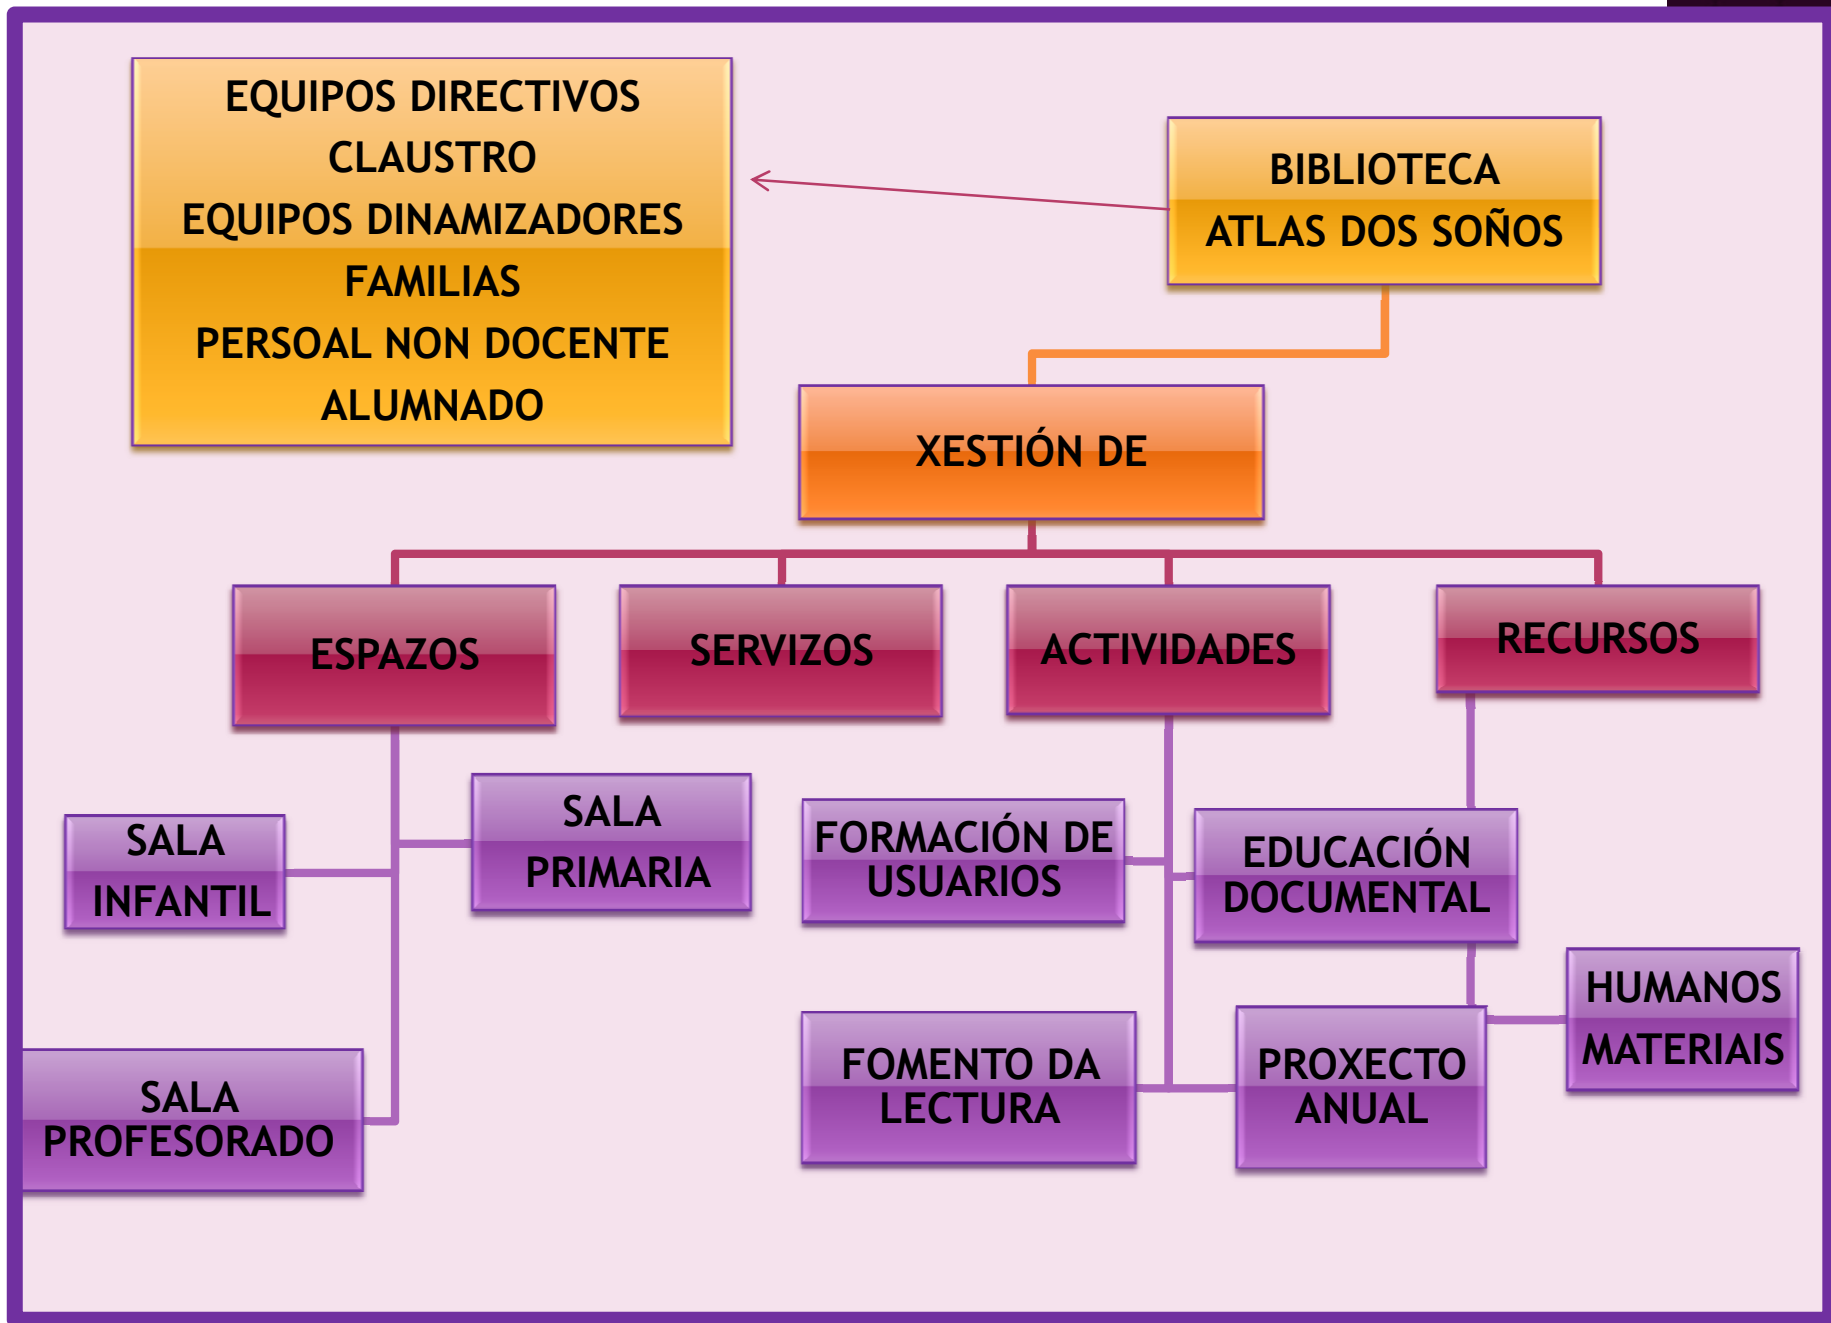 EQUIPOS DIRECTIVOS
CLAUSTRO
EQUIPOS DINAMIZADORES
FAMILIAS
PERSOAL NON DOCENTE
ALUMNADO
BIBLIOTECA
ATLAS DOS SOÑOS
XESTIÓN DE
ESPAZOS
SERVIZOS
ACTIVIDADES
RECURSOS
SALA
INFANTIL
SALA
PRIMARIA
FORMACIÓN DE
USUARIOS
EDUCACIÓN
DOCUMENTAL
HUMANOS
MATERIAIS
SALA
PROFESORADO
FOMENTO DA
LECTURA
PROXECTO
ANUAL